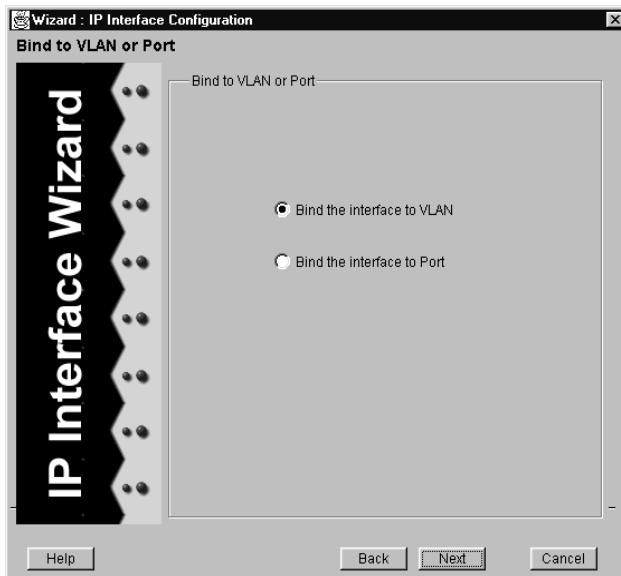 Wizard : IP Interface Configuration
Bind to VLAN or Port
IP Interface Wizard
Bind to VLAN or Port
Bind the interface to VLAN
Bind the interface to Port
Help
Back
Next
Cancel